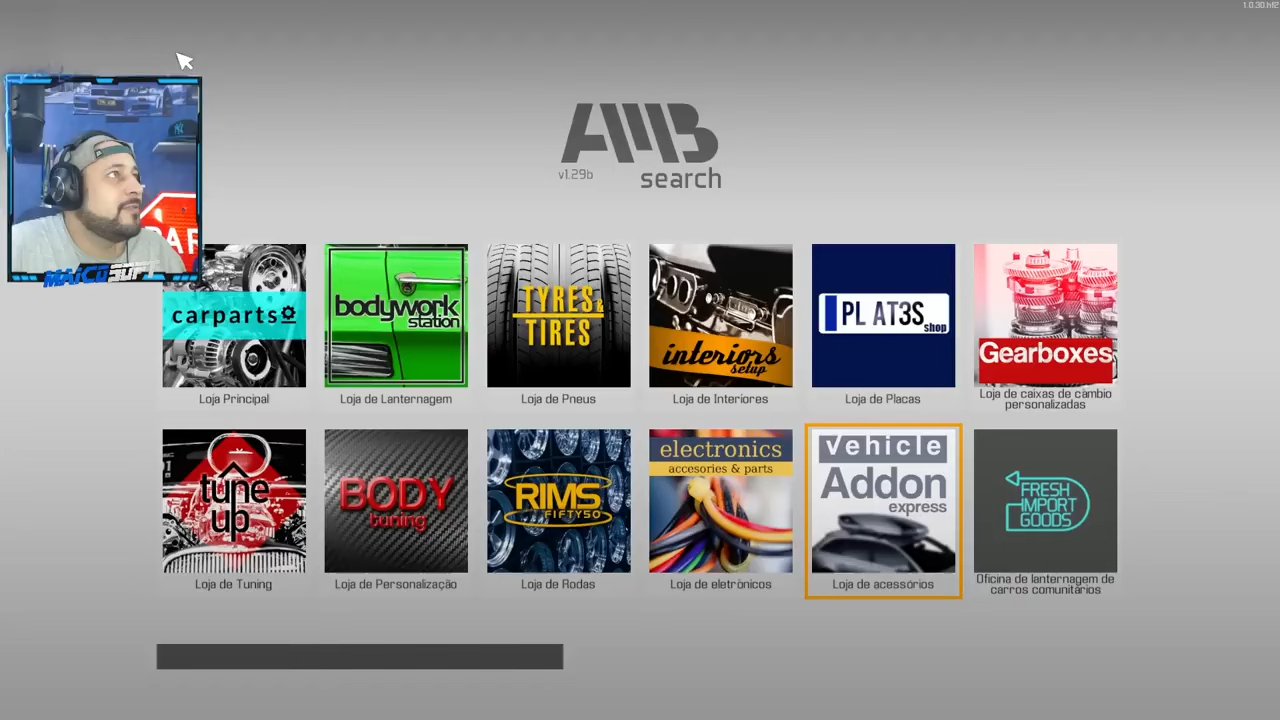 1.0.30.hf2
AMB
v1.29b
search
carparts
Loja Principal
bodywork
station
Loja de Lanternagem
TYRES &
TIRES
Loja de Pneus
interiors
setup
Loja de Interiores
PL AT3S
shop
Loja de Placas
Gearboxes
Loja de caixas de câmbio
personalizadas
MAICOSOFT
tune
up
Loja de Tuning
BODY
tuning
Loja de Personalização
RIMS
FIFTY50
Loja de Rodas
electronics
accesories & parts
Loja de eletrônicos
vehicle
Addon
express
Loja de acessórios
FRESH
IMPORT
GOODS
Oficina de lanternagem de
carros comunitários